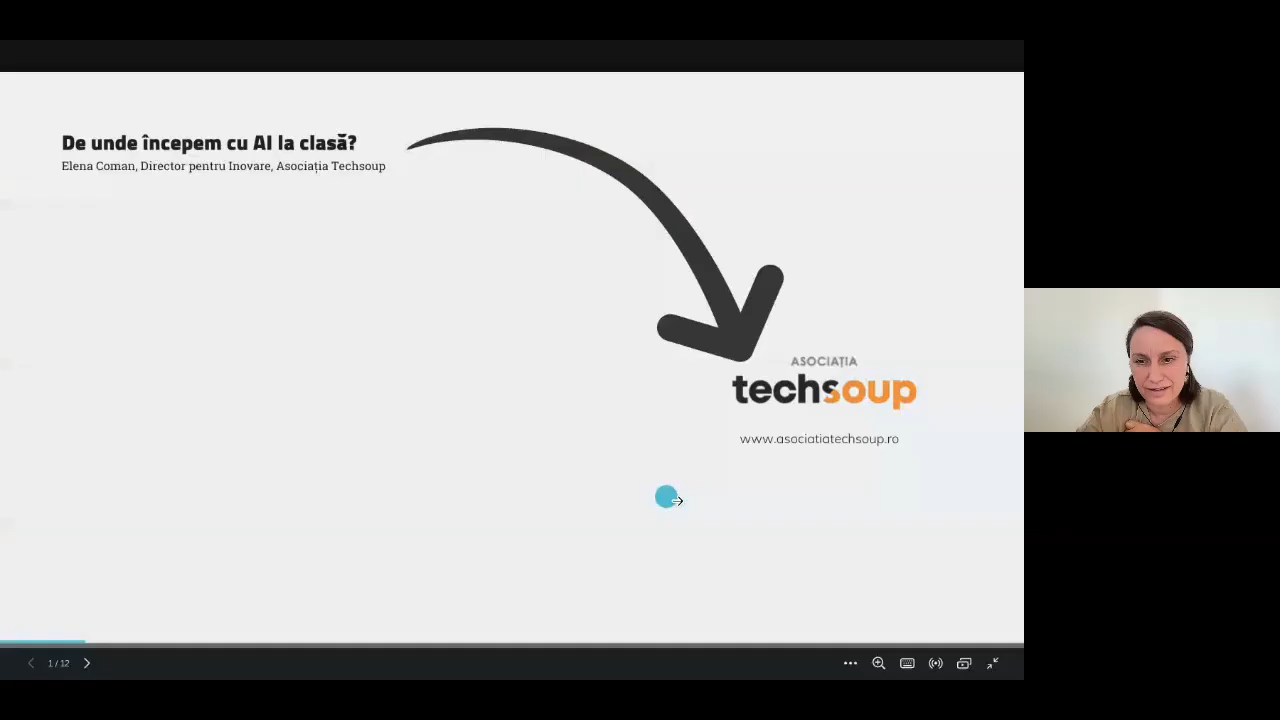 De unde începem cu AI la clasă?
Elena Coman, Director pentru Inovare, Asociația Techsoup
ASOCIAȚIA
techsoup
www.asociatiatechsoup.ro
1 / 12